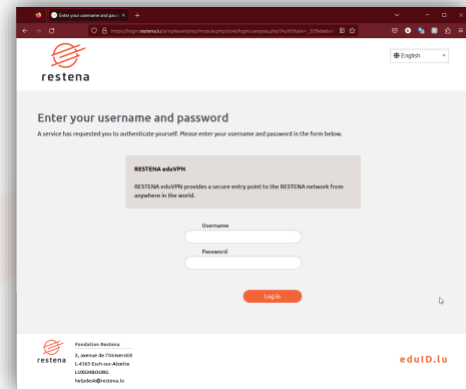 Enter your username and passw
https://login.restena.lu/simplesamlphp/module.php/core/loginuserpass.php?AuthState=
restena
English
Enter your username and password
A service has requested you to authenticate yourself. Please enter your username and password in the form below.
RESTENA eduVPN
RESTENA eduVPN provides a secure entry point to the RESTENA network from
anywhere in the world.
Username
Password
Log in
restena
Fondation Restena
2, avenue de l'Université
L-4365 Esch-sur-Alzette
LUXEMBOURG
helpdesk@restena.lu
eduID.lu